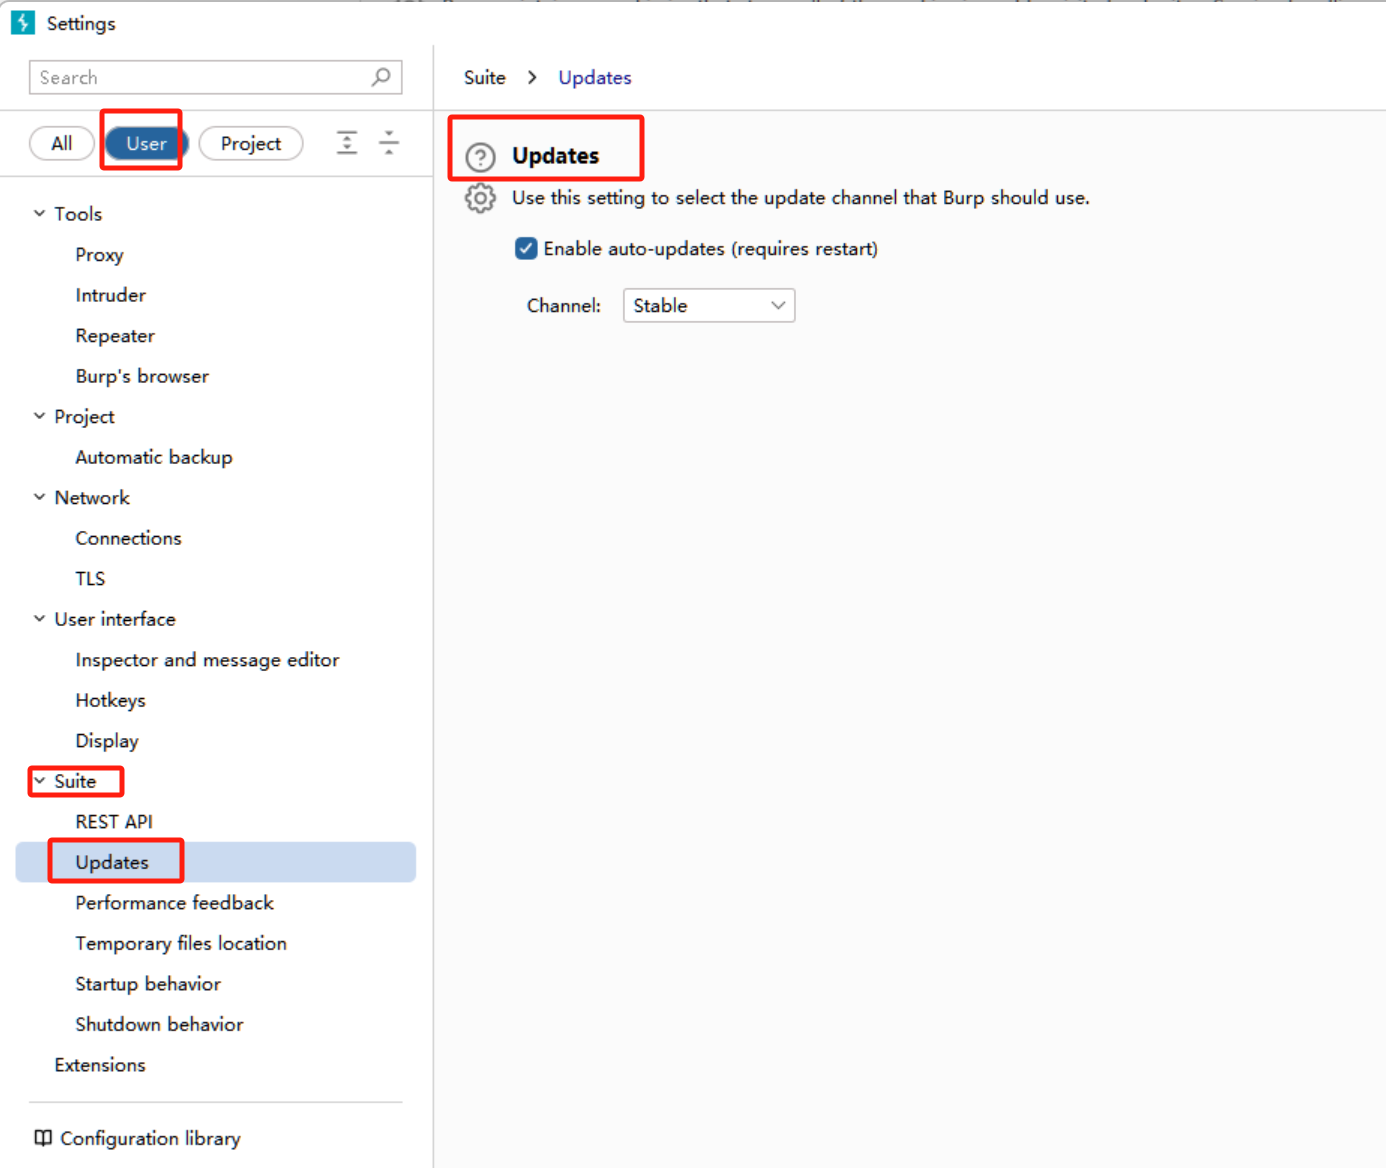 Settings
Search
All User Project
Tools
Proxy
Intruder
Repeater
Burp's browser
Project
Automatic backup
Network
Connections
TLS
User interface
Inspector and message editor
Hotkeys
Display
Suite
REST API
Updates
Performance feedback
Temporary files location
Startup behavior
Shutdown behavior
Extensions
Configuration library
Suite > Updates
Updates
Use this setting to select the update channel that Burp should use.
Enable auto-updates (requires restart)
Channel: Stable